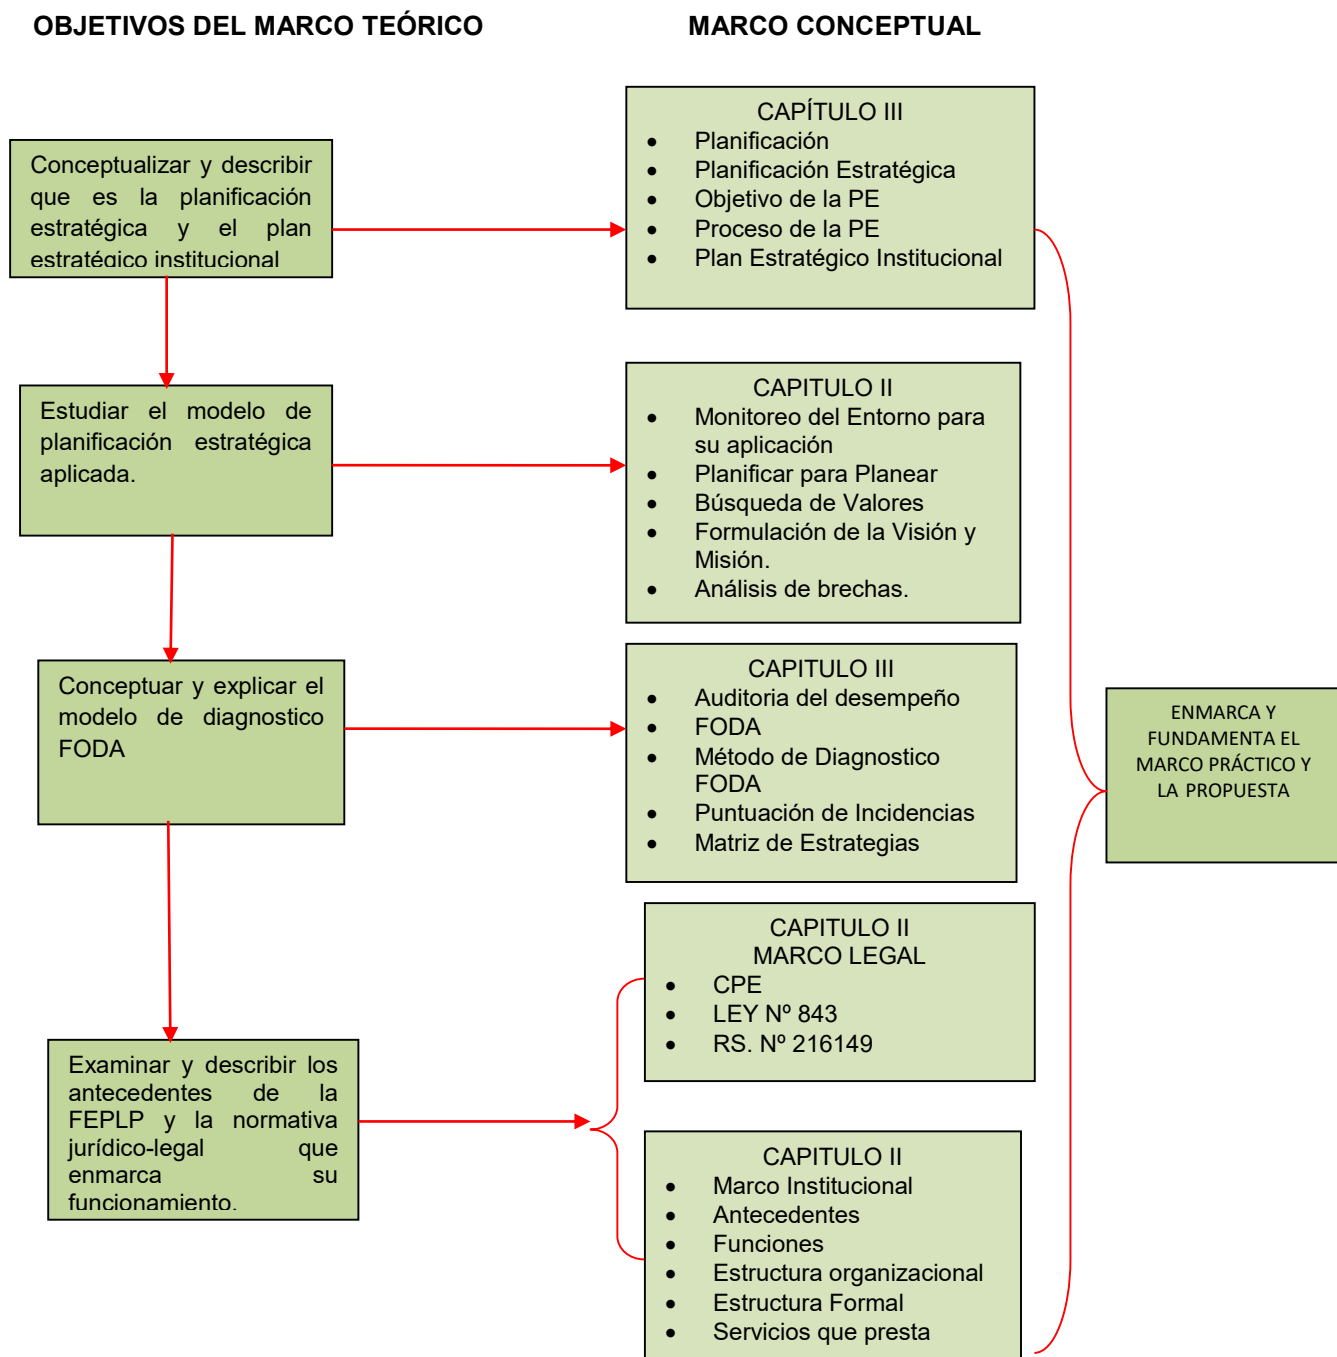 OBJETIVOS DEL MARCO TEÓRICO
MARCO CONCEPTUAL
Conceptualizar y describir
que es la planificación
estratégica y el plan
estratégico institucional
CAPÍTULO III
• Planificación
• Planificación Estratégica
• Objetivo de la PE
• Proceso de la PE
• Plan Estratégico Institucional
Estudiar el modelo de
planificación estratégica
aplicada.
CAPITULO II
• Monitoreo del Entorno para
su aplicación
• Planificar para Planear
• Búsqueda de Valores
• Formulación de la Visión y
Misión.
• Análisis de brechas.
Conceptuar y explicar el
modelo de diagnostico
FODA
CAPITULO III
• Auditoria del desempeño
• FODA
• Método de Diagnostico
FODA
• Puntuación de Incidencias
• Matriz de Estrategias
ENMARCA Y
FUNDAMENTA EL
MARCO PRÁCTICO Y
LA PROPUESTA
Examinar y describir los
antecedentes de la
FEPLP y la normativa
jurídico-legal que
enmarca su
funcionamiento.
CAPITULO II
MARCO LEGAL
• CPE
• LEY Nº 843
• RS. Nº 216149
CAPITULO II
• Marco Institucional
• Antecedentes
• Funciones
• Estructura organizacional
• Estructura Formal
• Servicios que presta